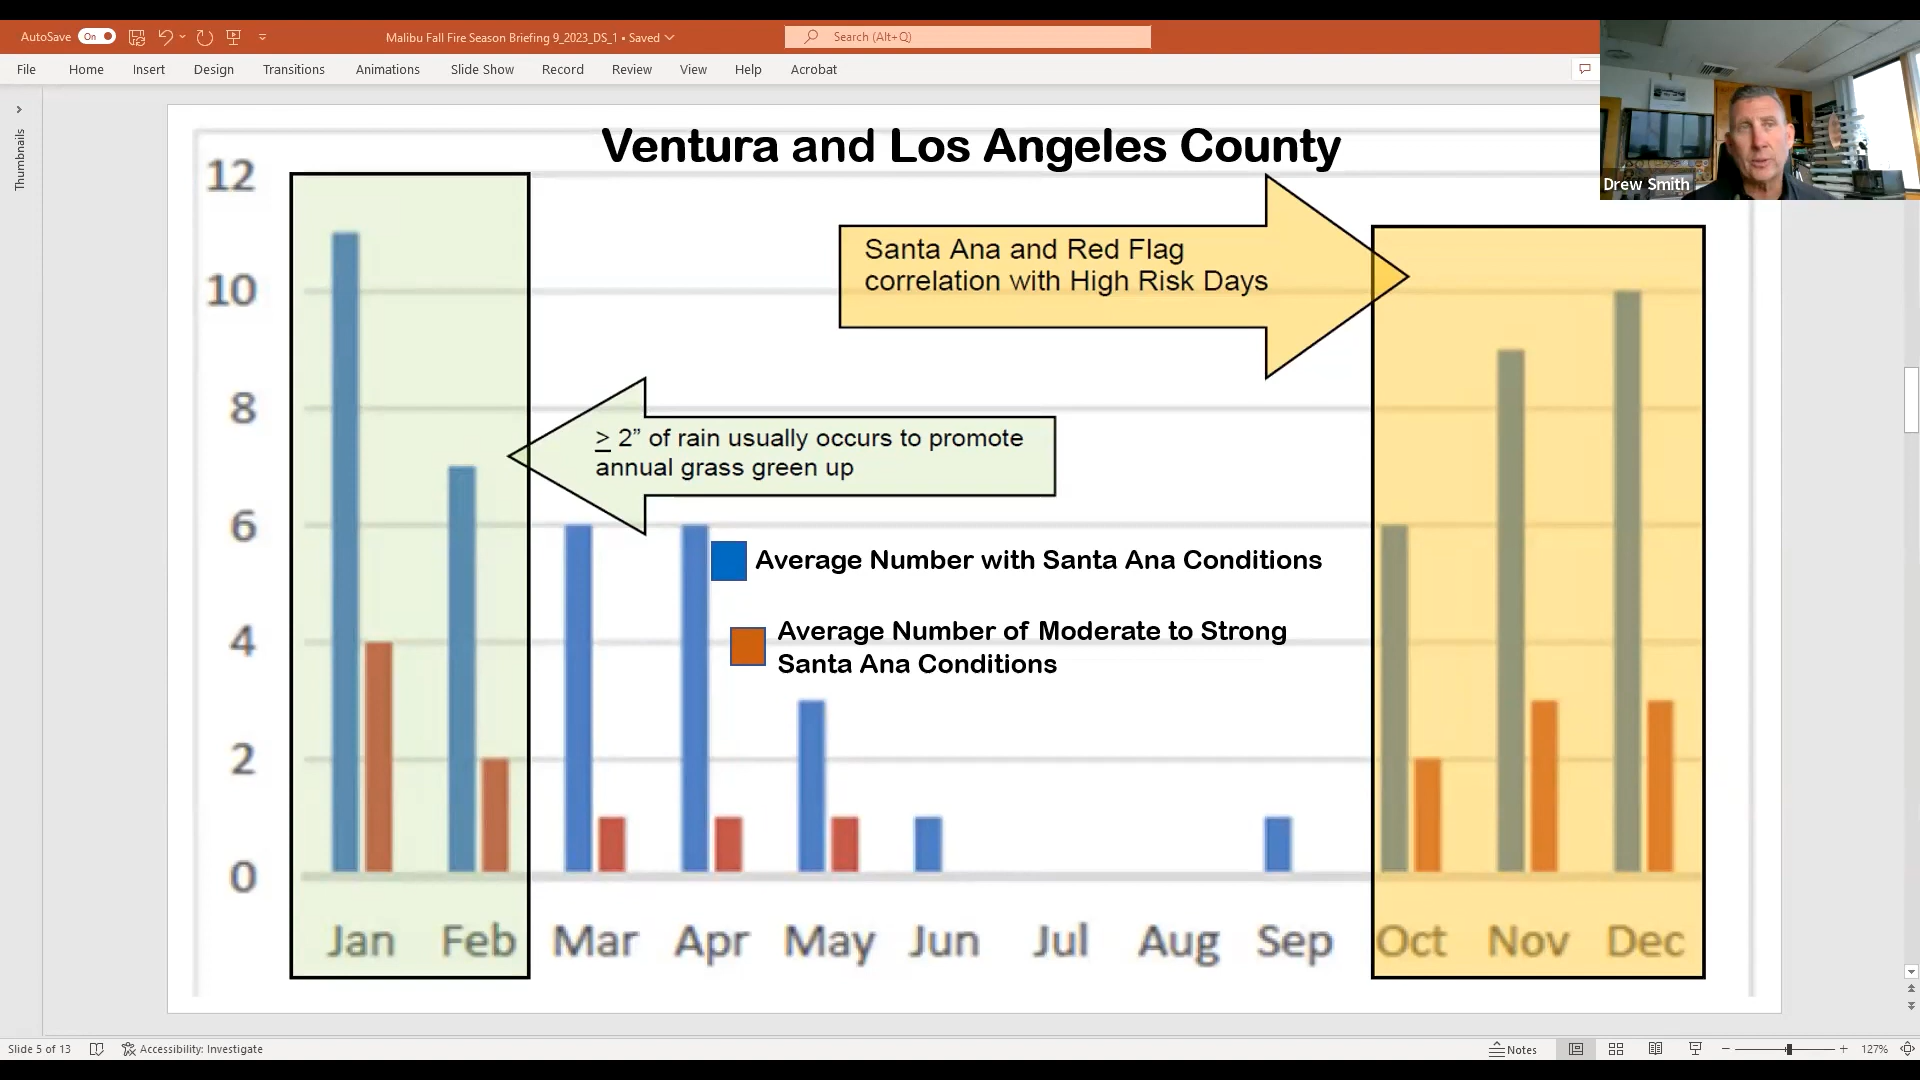 AutoSave
On
Malibu Fall Fire Season Briefing 9_2023_DS_1 • Saved
Search (Alt+Q)
File Home Insert Design Transitions Animations Slide Show Record Review View Help Acrobat
Thumbnails
Drew Smith
Ventura and Los Angeles County
12
10
8
6
4
2
0
Santa Ana and Red Flag
correlation with High Risk Days
≥ 2” of rain usually occurs to promote
annual grass green up
Average Number with Santa Ana Conditions
Average Number of Moderate to Strong
Santa Ana Conditions
Jan Feb Mar Apr May Jun Jul Aug Sep Oct Nov Dec
Slide 5 of 13
Accessibility: Investigate
Notes
127%